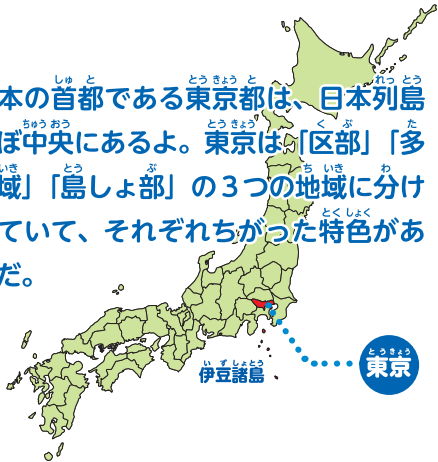 本の首都である東京都は、日本列島
ぼ中央にあるよ。東京は「区部」「多
域」「島しょ部」の３つの地域に分け
ていて、それぞれちがった特色があ
だ。
伊豆諸島
東京